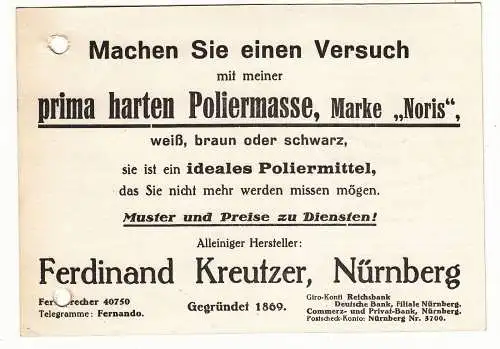 Machen Sie einen Versuch
mit meiner
prima harten Poliermasse, Marke „Noris“,
weiß, braun oder schwarz,
sie ist ein ideales Poliermittel,
das Sie nicht mehr werden missen mögen.
Muster und Preise zu Diensten!
Alleiniger Hersteller:
Ferdinand Kreutzer, Nürnberg
40750
Telegramme: Fernando.
Gegründet 1869.
Giro-Konti Reichsbank
Deutsche Bank, Filiale Nürnberg.
Commerz- und Privat-Bank, Nürnberg
Postscheck-Konto: Nürnberg Nr. 3706.